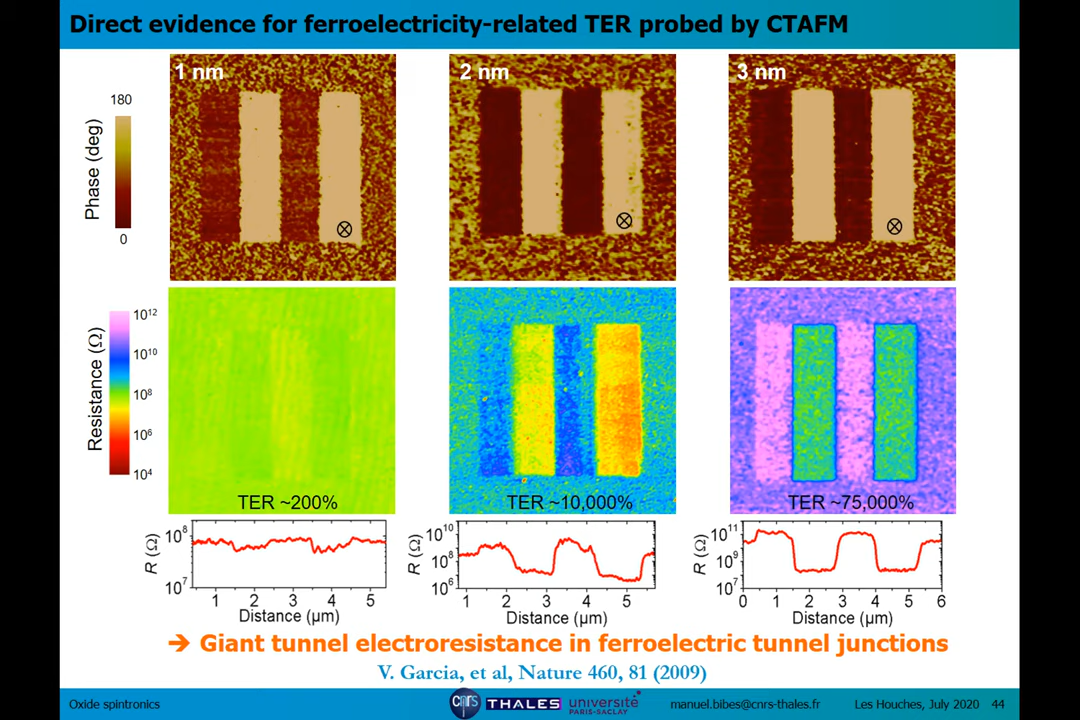 Direct evidence for ferroelectricity-related TER probed by CTAFM
1 nm
2 nm
3 nm
180
Phase (deg)
0
Resistance (Ω)
10¹²
10¹⁰
10⁸
10⁶
10⁴
TER ~200%
TER ~10,000%
TER ~75,000%
R (Ω)
10⁸
10⁷
1 2 3 4 5
Distance (µm)
R (Ω)
10¹⁰
10⁸
10⁶
1 2 3 4 5
Distance (µm)
R (Ω)
10¹¹
10⁹
10⁷
0 1 2 3 4 5 6
Distance (µm)
➔ Giant tunnel electroresistance in ferroelectric tunnel junctions
V. Garcia, et al, Nature 460, 81 (2009)
Oxide spintronics
cnrs
THALES
université
PARIS-SACLAY
manuel.bibes@cnrs-thales.fr
Les Houches, July 2020
44